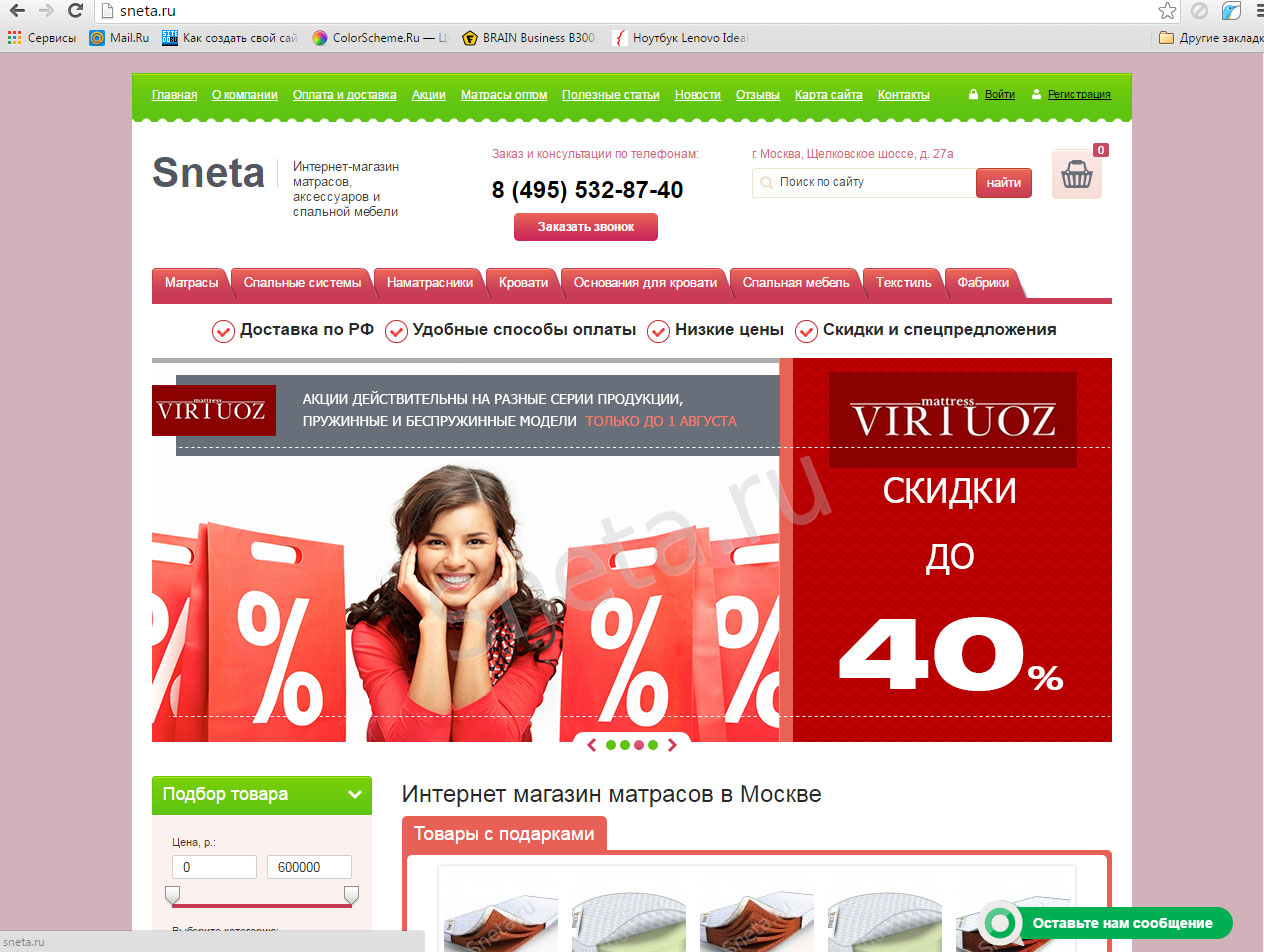 sneta.ru
Сервисы Mail.Ru Как создать свой сай ColorScheme.Ru — Ц BRAIN Business B300 Ноутбук Lenovo Ideal Другие закладк
Главная О компании Оплата и доставка Акции Матрасы оптом Полезные статьи Новости Отзывы Карта сайта Контакты Войти Регистрация
Sneta
Интернет-магазин
матрасов,
аксессуаров и
спальной мебели
Заказ и консультации по телефонам:
8 (495) 532-87-40
Заказать звонок
г. Москва, Щелковское шоссе, д. 27а
Поиск по сайту найти
0
Матрасы Спальные системы Наматрасники Кровати Основания для кровати Спальная мебель Текстиль Фабрики
Доставка по РФ Удобные способы оплаты Низкие цены Скидки и спецпредложения
mattress
VIRTUOZ
АКЦИИ ДЕЙСТВИТЕЛЬНЫ НА РАЗНЫЕ СЕРИИ ПРОДУКЦИИ,
ПРУЖИННЫЕ И БЕСПРУЖИННЫЕ МОДЕЛИ ТОЛЬКО ДО 1 АВГУСТА
mattress
VIRTUOZ
СКИДКИ
ДО
40%
% % % %
sneta.ru
Подбор товара
Цена, р.:
0 600000
Выберите категорию:
Интернет магазин матрасов в Москве
Товары с подарками
Оставьте нам сообщение
sneta.ru